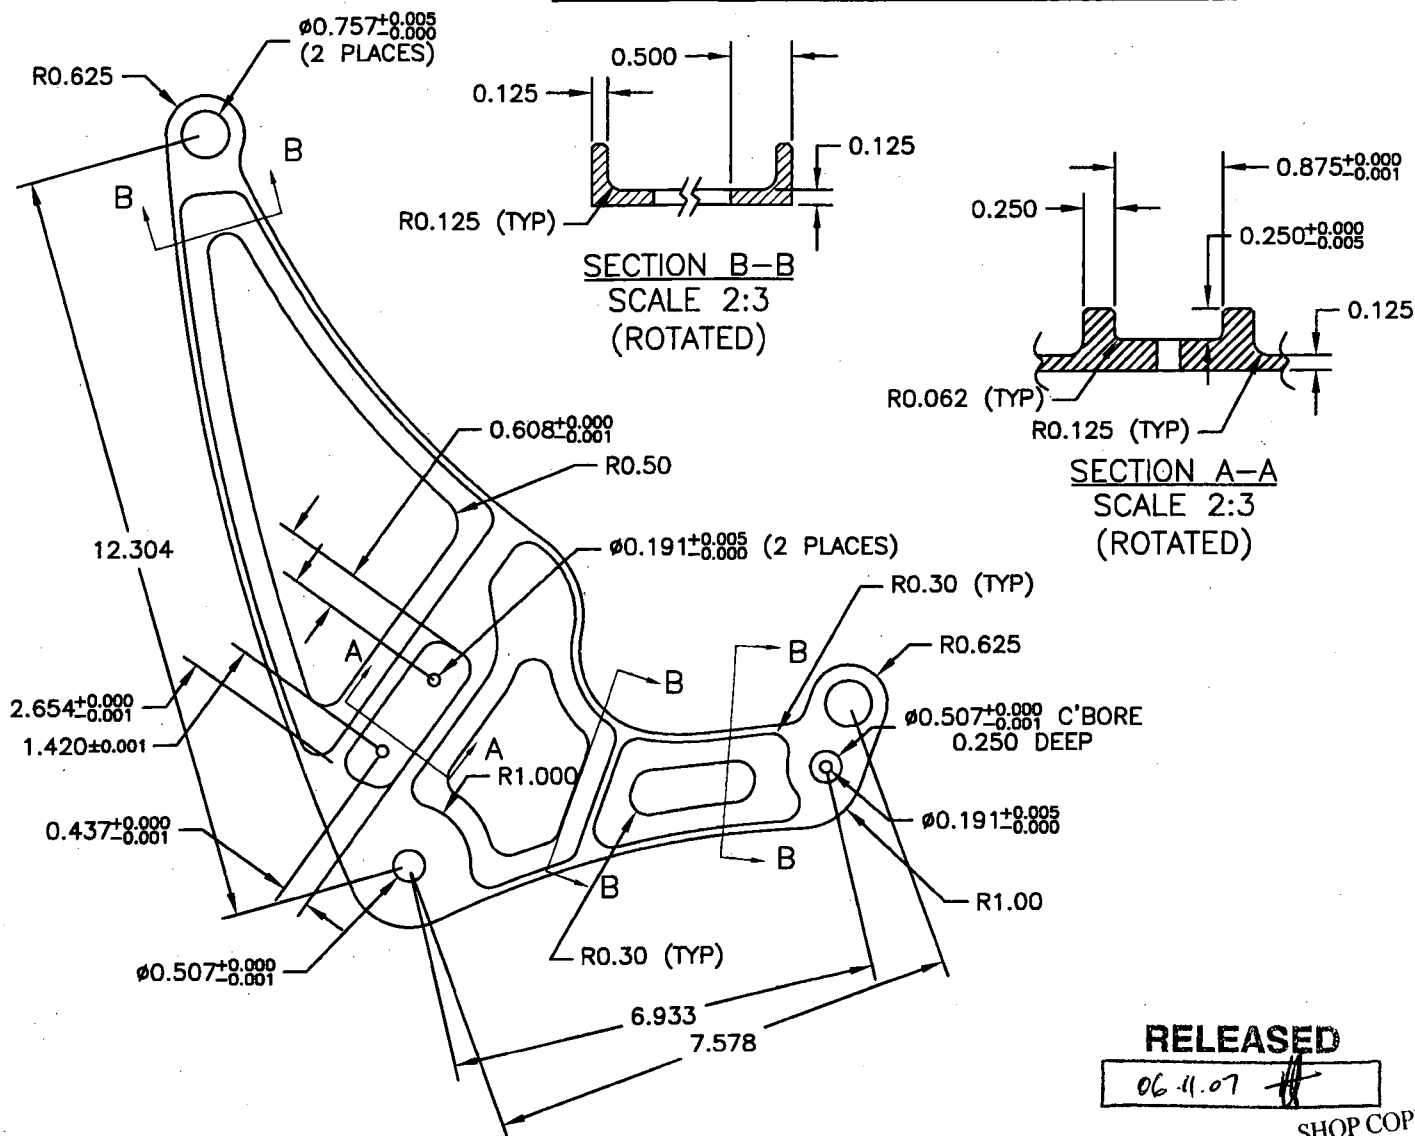 ø0.757+0.005 -0.000
(2 PLACES)
R0.625
0.500
0.125
0.125
R0.125 (TYP)
SECTION B-B
SCALE 2:3
(ROTATED)
0.875+0.000 -0.001
0.250
0.250+0.000 -0.005
0.125
R0.062 (TYP)
R0.125 (TYP)
SECTION A-A
SCALE 2:3
(ROTATED)
B
B
0.608+0.000 -0.001
R0.50
12.304
ø0.191+0.005 -0.000 (2 PLACES)
R0.30 (TYP)
R0.625
A
B
B
2.654+0.000 -0.001
1.420±0.001
ø0.507+0.000 -0.001 C'BORE
0.250 DEEP
A
R1.000
0.437+0.000 -0.001
ø0.191+0.005 -0.000
B
B
R1.00
R0.30 (TYP)
ø0.507+0.000 -0.001
6.933
7.578
RELEASED
06.11.07
SHOP COP